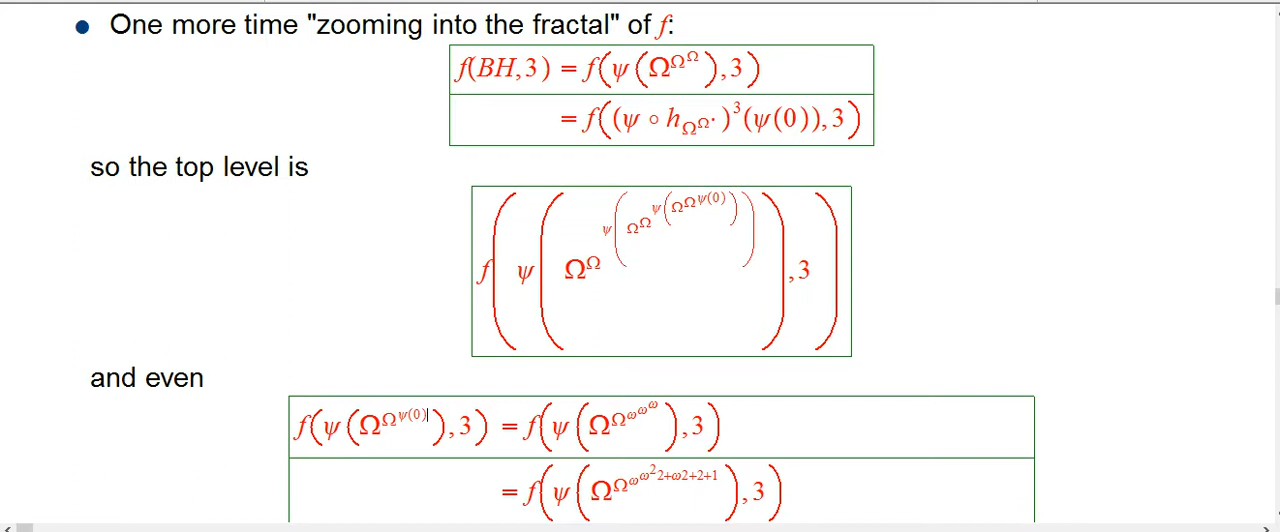 • One more time "zooming into the fractal" of f:
f(BH,3) = f(ψ(Ω^Ω^Ω),3)
= f((ψ ∘ h_Ω^Ω^·)^3(ψ(0)),3)
so the top level is
f(ψ(Ω^Ω^ψ(Ω^Ω^ψ(Ω^Ω^ψ(0)))),3)
and even
f(ψ(Ω^Ω^ψ(0)),3) = f(ψ(Ω^Ω^ω^ω^ω),3)
= f(ψ(Ω^Ω^ω^ω^2 2+ω2+2+1),3)